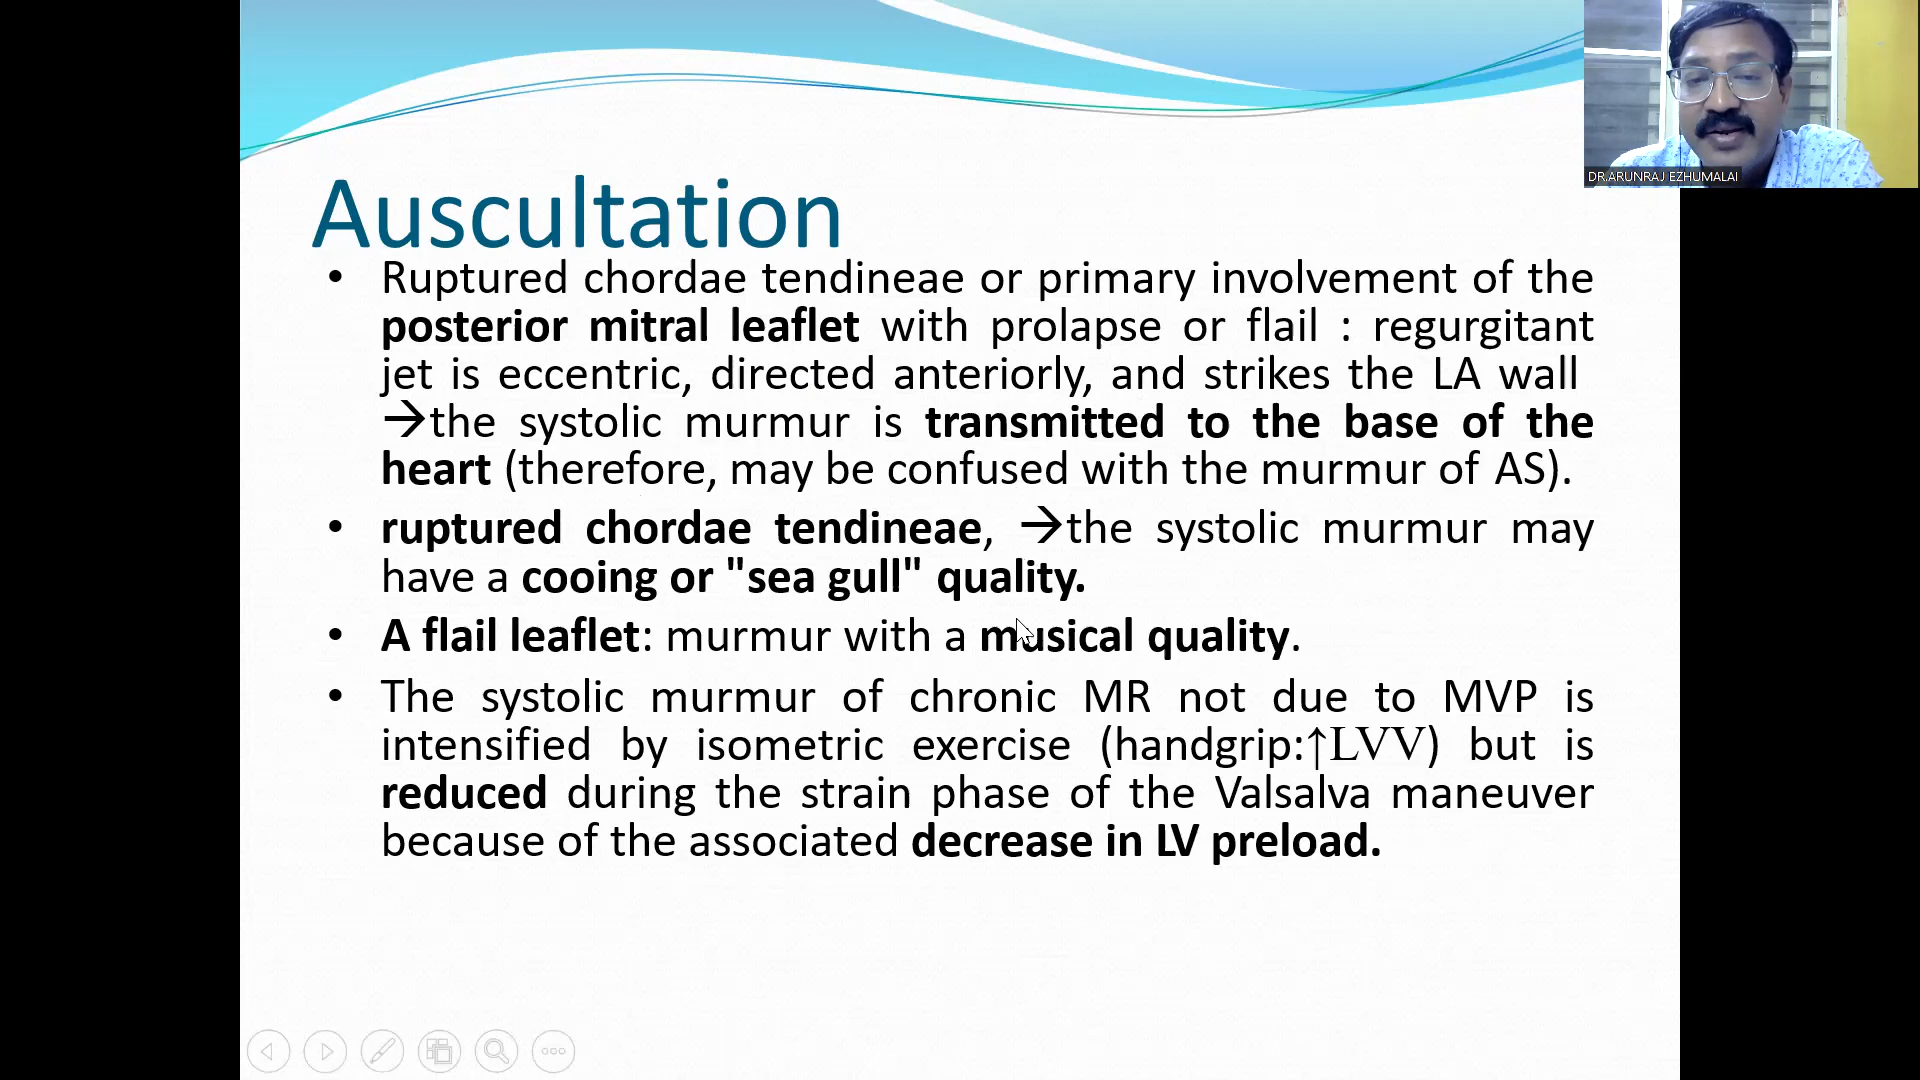 DR.ARUNRAJ EZHUMALAI
Auscultation
• Ruptured chordae tendineae or primary involvement of the
posterior mitral leaflet with prolapse or flail : regurgitant
jet is eccentric, directed anteriorly, and strikes the LA wall
→the systolic murmur is transmitted to the base of the
heart (therefore, may be confused with the murmur of AS).
• ruptured chordae tendineae, →the systolic murmur may
have a cooing or "sea gull" quality.
• A flail leaflet: murmur with a musical quality.
• The systolic murmur of chronic MR not due to MVP is
intensified by isometric exercise (handgrip:↑LVV) but is
reduced during the strain phase of the Valsalva maneuver
because of the associated decrease in LV preload.